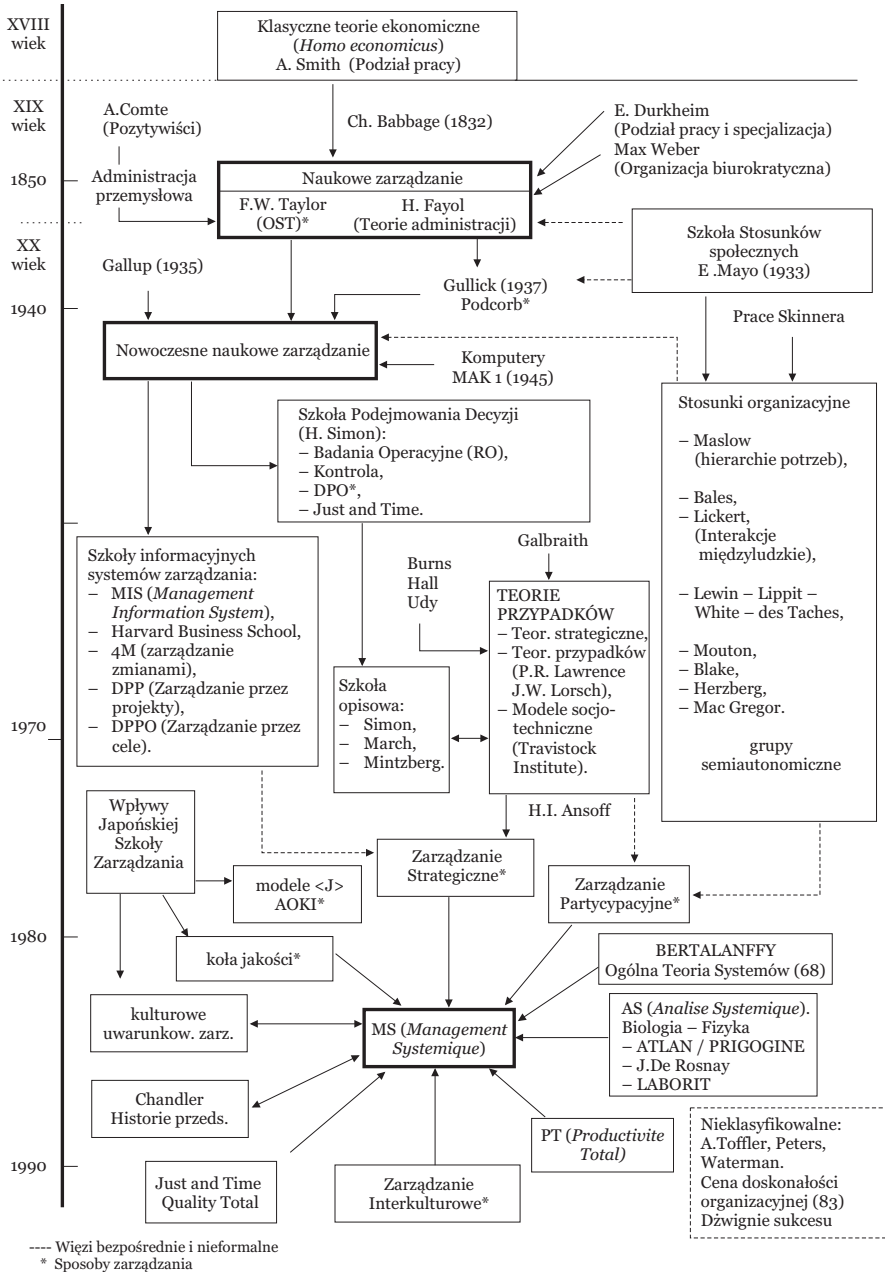 XVIII
wiek
Klasyczne teorie ekonomiczne
(Homo economicus)
A. Smith (Podział pracy)
XIX
wiek
A.Comte
(Pozytywiści)
Ch. Babbage (1832)
E. Durkheim
(Podział pracy i specjalizacja)
Max Weber
(Organizacja biurokratyczna)
1850
Administracja
przemysłowa
Naukowe zarządzanie
F.W. Taylor
(OST)*
H. Fayol
(Teorie administracji)
XX
wiek
Szkoła Stosunków
społecznych
E .Mayo (1933)
Gallup (1935)
Gullick (1937)
Podcorb*
1940
Prace Skinnera
Nowoczesne naukowe zarządzanie
Komputery
MAK 1 (1945)
Szkoła Podejmowania Decyzji
(H. Simon):
– Badania Operacyjne (RO),
– Kontrola,
– DPO*,
– Just and Time.
Stosunki organizacyjne
– Maslow
(hierarchie potrzeb),
– Bales,
– Lickert,
(Interakcje
międzyludzkie),
– Lewin – Lippit –
White – des Taches,
– Mouton,
– Blake,
– Herzberg,
– Mac Gregor.
grupy
semiautonomiczne
Szkoły informacyjnych
systemów zarządzania:
– MIS (Management
Information System),
– Harvard Business School,
– 4M (zarządzanie
zmianami),
– DPP (Zarządzanie przez
projekty),
– DPPO (Zarządzanie przez
cele).
Burns
Hall
Udy
Galbraith
TEORIE
PRZYPADKÓW
– Teor. strategiczne,
– Teor. przypadków
(P.R. Lawrence
J.W. Lorsch),
– Modele socjo-
techniczne
(Travistock
Institute).
Szkoła
opisowa:
– Simon,
– March,
– Mintzberg.
1970
H.I. Ansoff
Wpływy
Japońskiej
Szkoły
Zarządzania
modele <J>
AOKI*
Zarządzanie
Strategiczne*
Zarządzanie
Partycypacyjne*
1980
koła jakości*
BERTALANFFY
Ogólna Teoria Systemów (68)
kulturowe
uwarunkow. zarz.
MS (Management
Systemique)
AS (Analise Systemique).
Biologia – Fizyka
– ATLAN / PRIGOGINE
– J.De Rosnay
– LABORIT
Chandler
Historie przeds.
PT (Productivite
Total)
Nieklasyfikowalne:
A.Toffler, Peters,
Waterman.
Cena doskonałości
organizacyjnej (83)
Dźwignie sukcesu
1990
Just and Time
Quality Total
Zarządzanie
Interkulturowe*
---- Więzi bezpośrednie i nieformalne
* Sposoby zarządzania